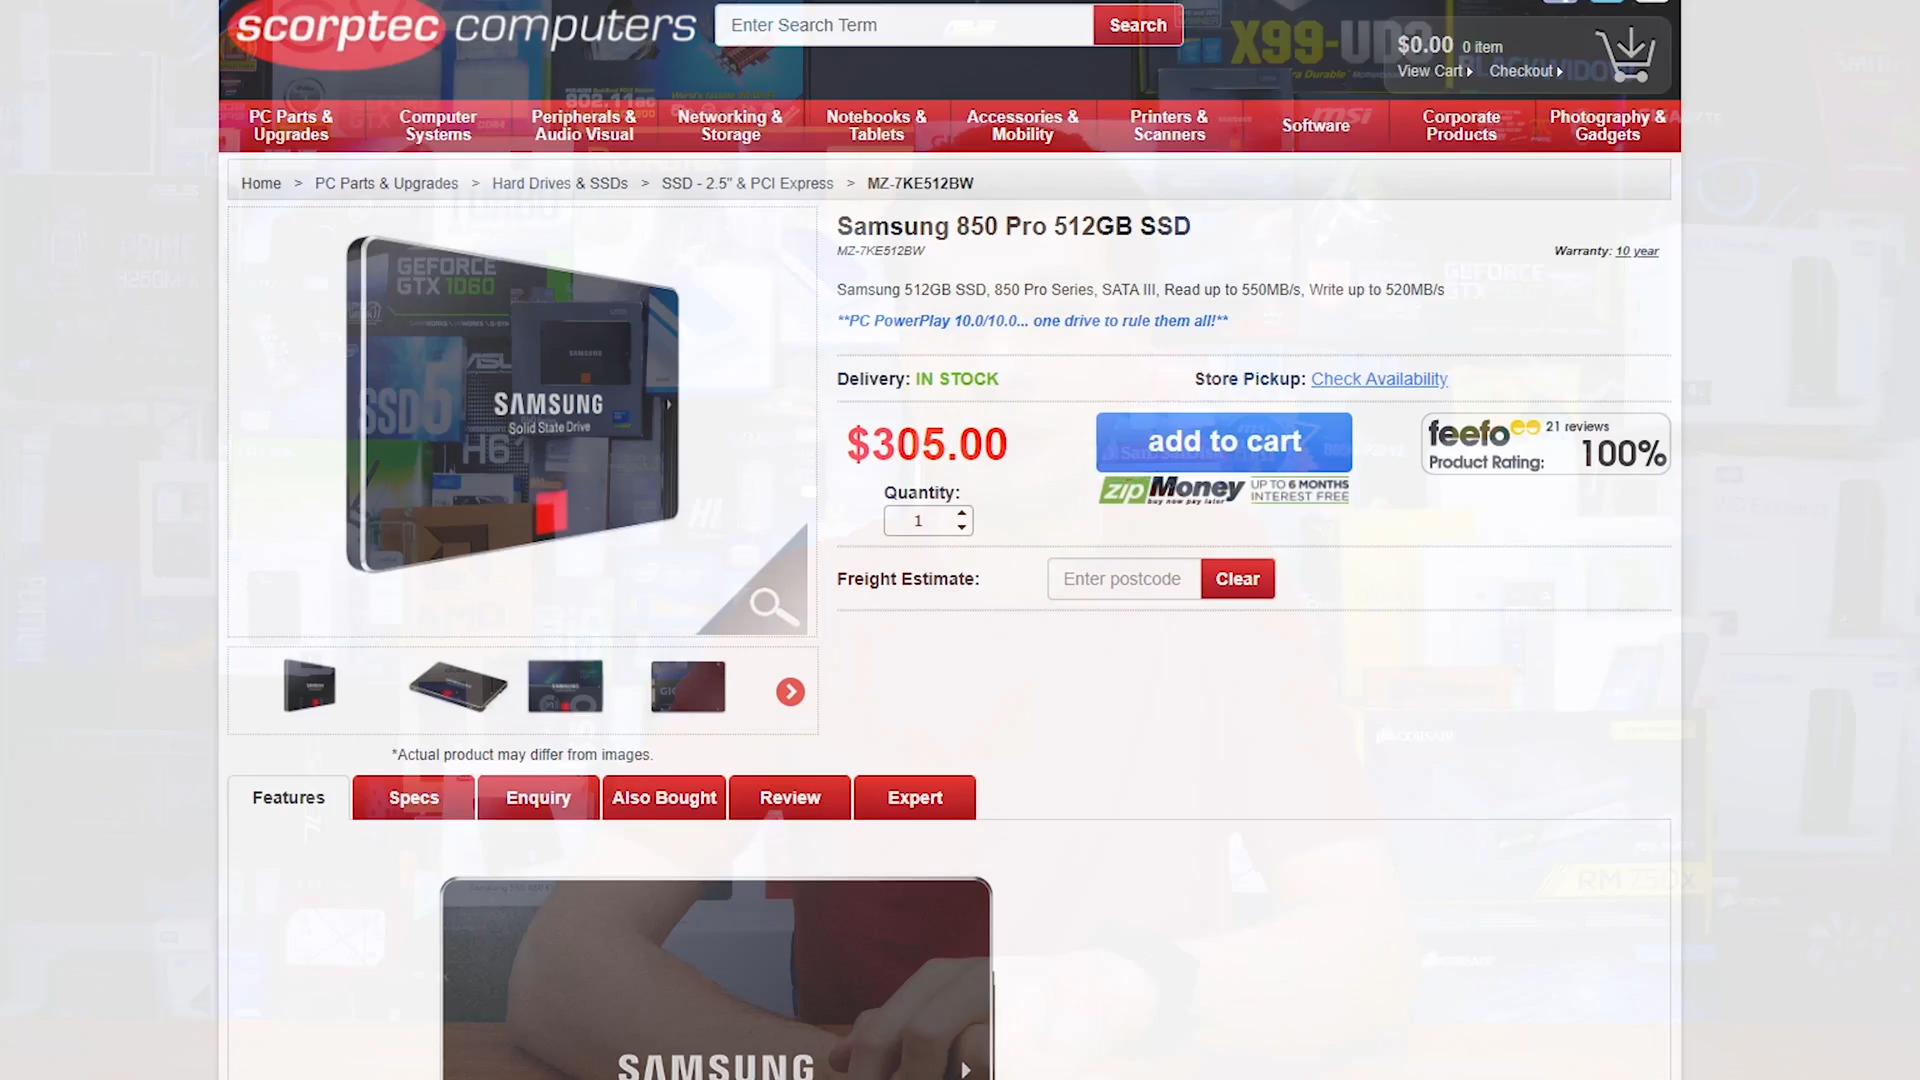 scorptec computers
Enter Search Term
Search
X99-UD
$0.00 0 item
View Cart
Checkout
PC Parts & Upgrades
Computer Systems
Peripherals & Audio Visual
Networking & Storage
Notebooks & Tablets
Accessories & Mobility
Printers & Scanners
Software
Corporate Products
Photography & Gadgets
Home > PC Parts & Upgrades > Hard Drives & SSDs > SSD - 2.5" & PCI Express > MZ-7KE512BW
Samsung 850 Pro 512GB SSD
MZ-7KE512BW
Warranty: 10 year
Samsung 512GB SSD, 850 Pro Series, SATA III, Read up to 550MB/s, Write up to 520MB/s
**PC PowerPlay 10.0/10.0... one drive to rule them all!**
Delivery: IN STOCK
Store Pickup: Check Availability
$305.00
add to cart
feefo 21 reviews
Product Rating: 100%
zipMoney UP TO 6 MONTHS
buy now pay later INTEREST FREE
Quantity:
1
Freight Estimate:
Enter postcode
Clear
GEFORCE
GTX 1060
SSD5
H61
SAMSUNG
Solid State Drive
*Actual product may differ from images.
Features
Specs
Enquiry
Also Bought
Review
Expert
RM750x
SAMSUNG